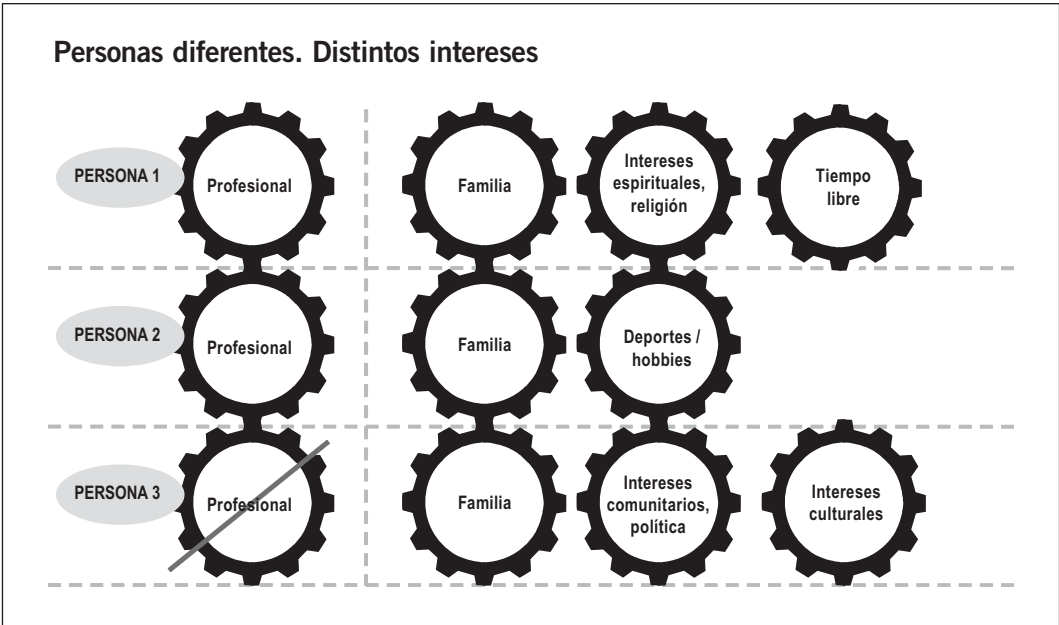 Personas diferentes. Distintos intereses
PERSONA 1
Profesional
Familia
Intereses
espirituales,
religión
Tiempo
libre
PERSONA 2
Profesional
Familia
Deportes /
hobbies
PERSONA 3
Profesional
Familia
Intereses
comunitarios,
política
Intereses
culturales